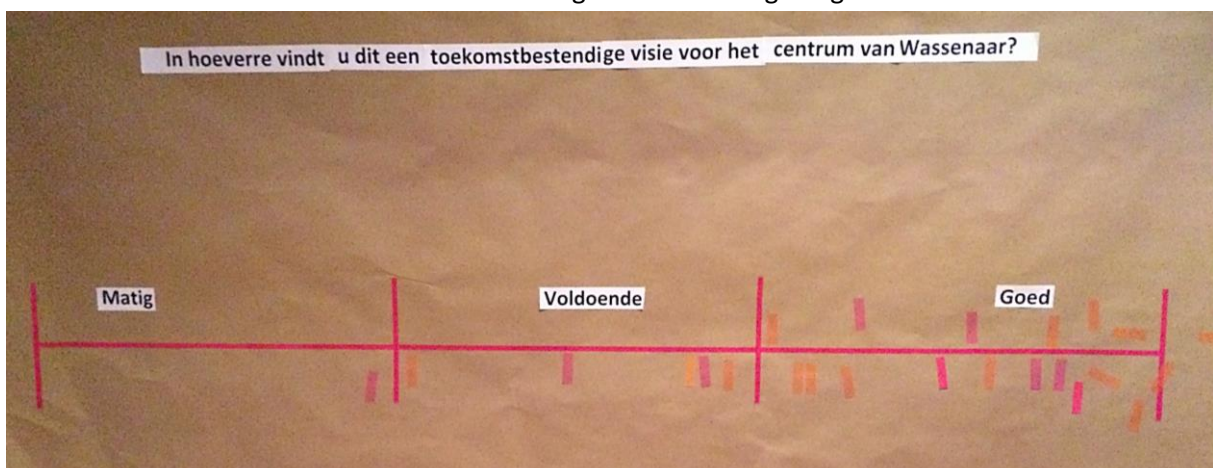 In hoeverre vindt u dit een toekomstbestendige visie voor het centrum van Wassenaar?
Matig Voldoende Goed